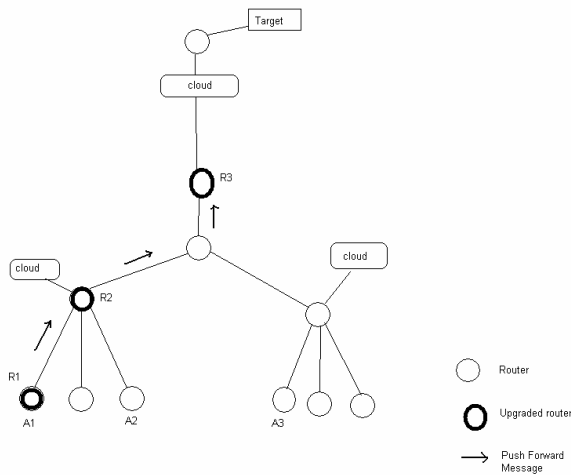 Target
cloud
R3
cloud
cloud
R2
R1
A1
A2
A3
Router
Upgraded router
Push Forward
Message